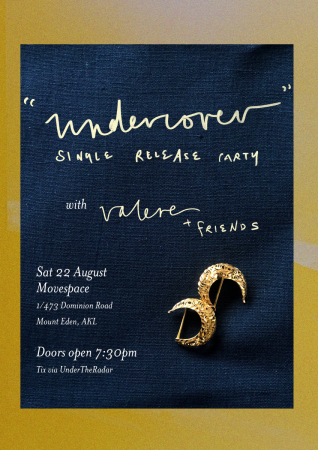 "undercover"
SINGLE RELEASE PARTY
with valere
+ FRIENDS
Sat 22 August
Movespace
1/473 Dominion Road
Mount Eden, AKL
Doors open 7:30pm
Tix via UnderTheRadar